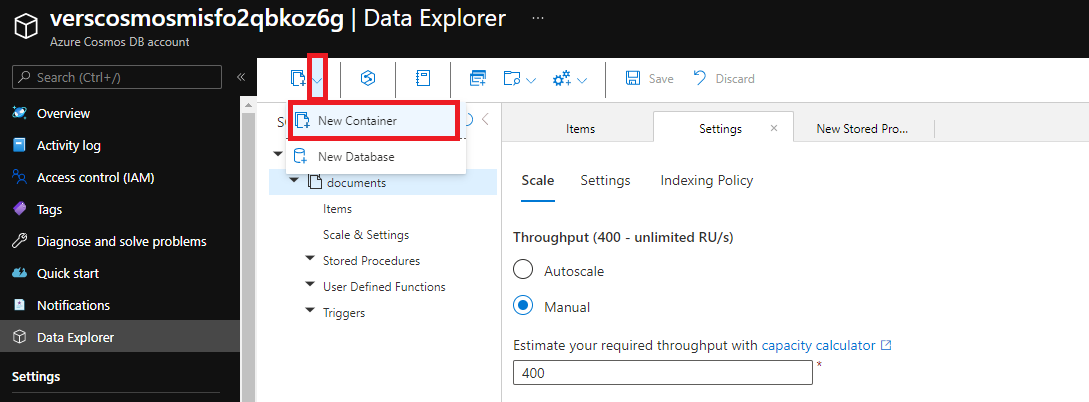 verscosmosmisfo2qbkoz6g | Data Explorer ...
Azure Cosmos DB account
Search (Ctrl+/)
Overview
Activity log
Access control (IAM)
Tags
Diagnose and solve problems
Quick start
Notifications
Data Explorer
Settings
Save
Discard
New Container
New Database
documents
Items
Scale & Settings
Stored Procedures
User Defined Functions
Triggers
Items
Settings
New Stored Pro...
Scale
Settings
Indexing Policy
Throughput (400 - unlimited RU/s)
Autoscale
Manual
Estimate your required throughput with capacity calculator
400
*